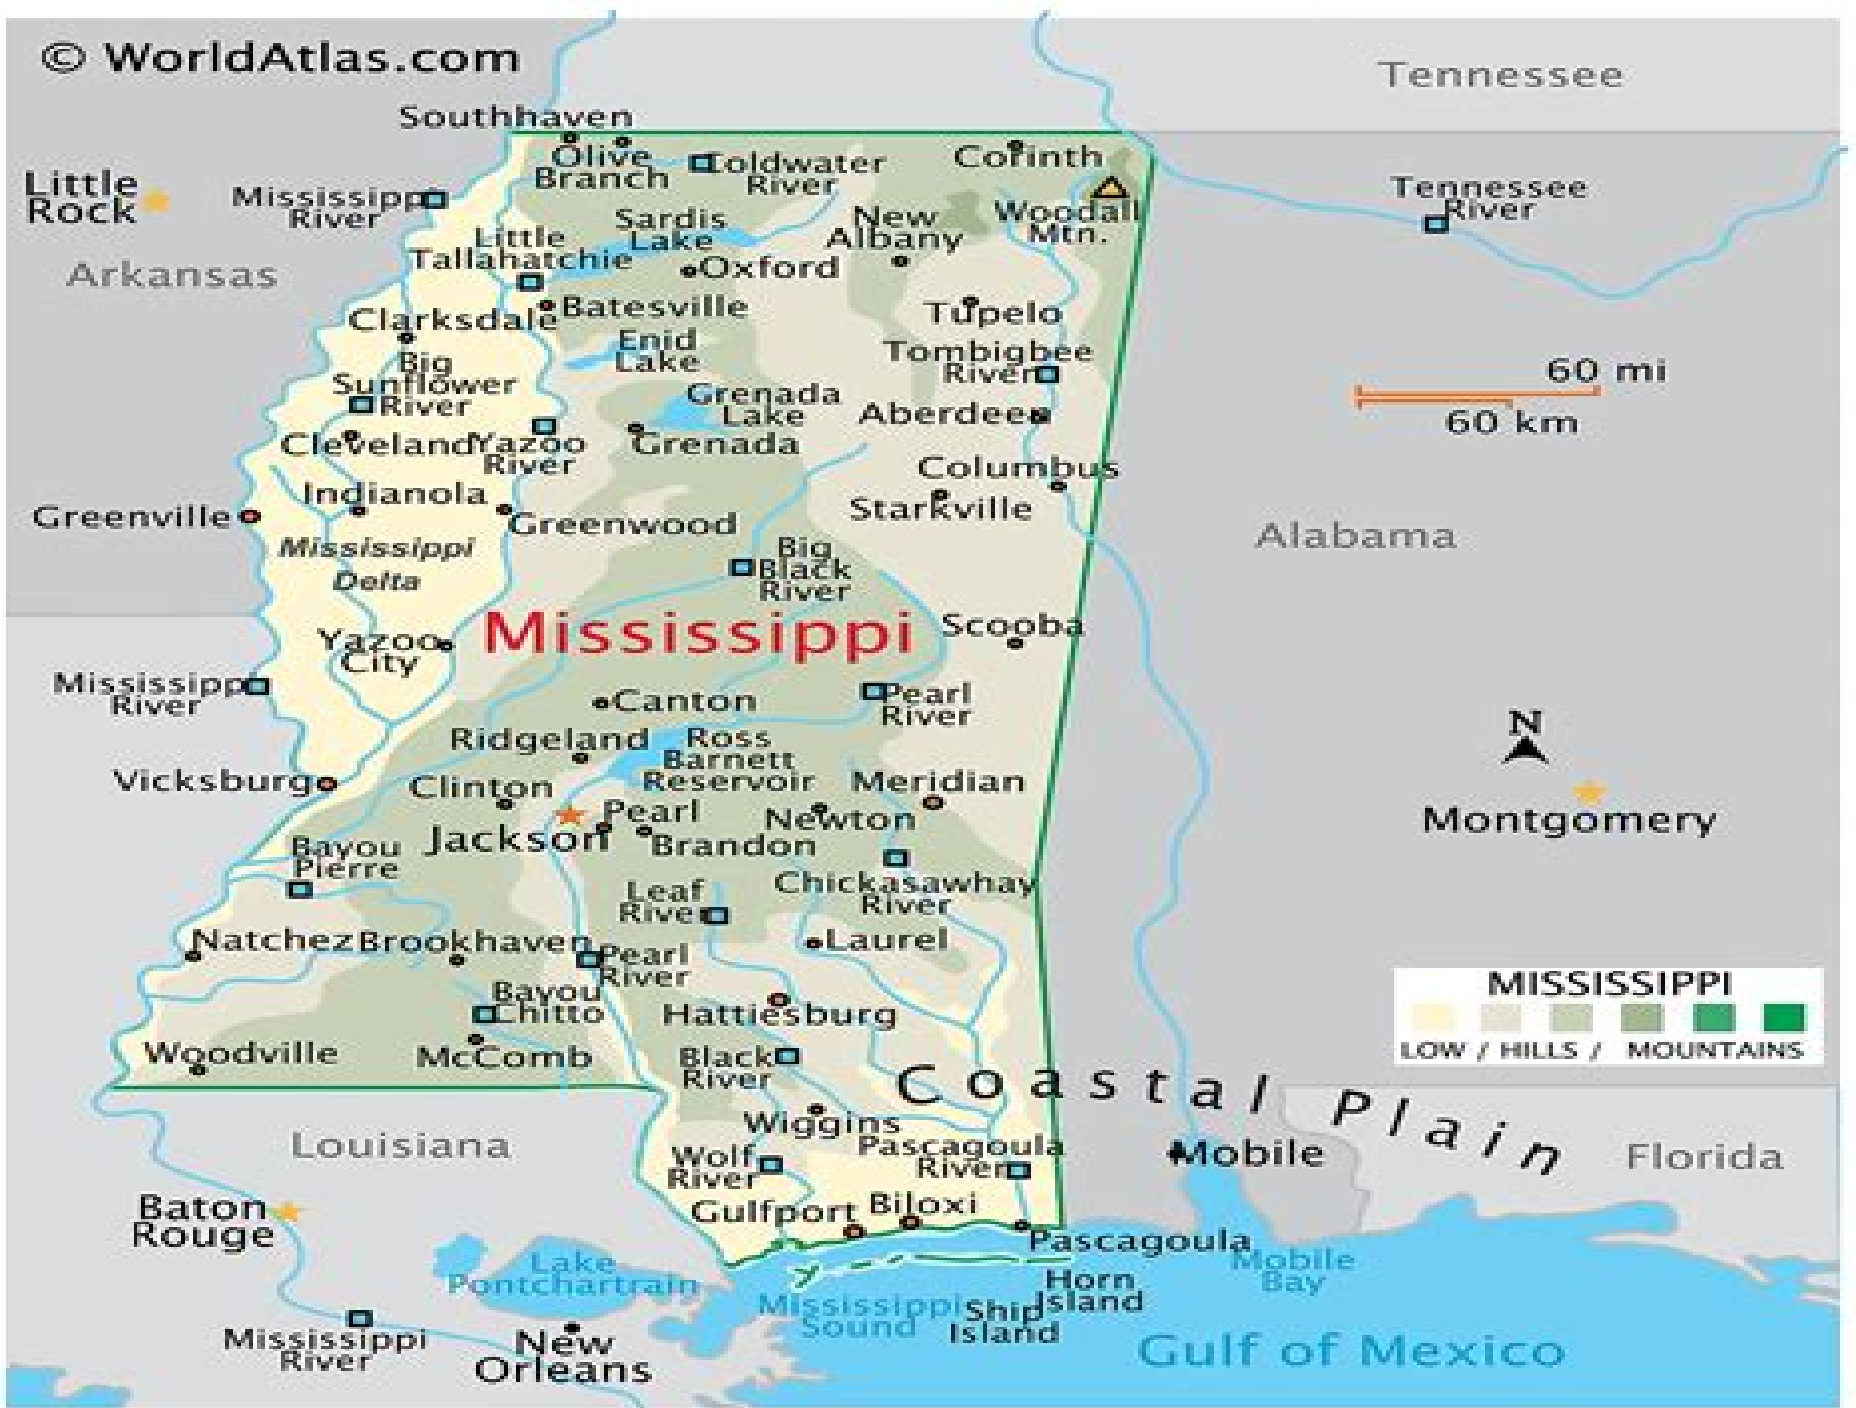 © WorldAtlas.com
Tennessee
Southhaven
Olive
Branch
Coldwater
River
Corinth
Little
Rock
Mississippi
River
Tennessee
River
Sardis
Lake
New
Albany
Woodall
Mtn.
Little
Tallahatchie
Arkansas
Oxford
Batesville
Clarksdale
Tupelo
Enid
Lake
Big
Sunflower
River
Tombigbee
River
60 mi
60 km
Grenada
Lake
Aberdeen
Cleveland
Yazoo
River
Grenada
Columbus
Indianola
Starkville
Greenville
Greenwood
Mississippi
Delta
Alabama
Big
Black
River
Mississippi
Scooba
Yazoo
City
Mississippi
River
Canton
Pearl
River
N
Ridgeland
Ross
Barnett
Reservoir
Vicksburg
Clinton
Meridian
Pearl
Newton
Montgomery
Jackson
Brandon
Bayou
Pierre
Leaf
River
Chickasawhay
River
Natchez
Brookhaven
Laurel
Pearl
River
MISSISSIPPI
LOW / HILLS / MOUNTAINS
Bayou
Chitto
Hattiesburg
Woodville
McComb
Black
River
Coastal Plain
Wiggins
Louisiana
Pascagoula
River
Mobile
Florida
Wolf
River
Baton
Rouge
Gulfport
Biloxi
Pascagoula
Mobile
Bay
Lake
Pontchartrain
Horn
Island
Mississippi
Sound
Ship
Island
Mississippi
River
New
Orleans
Gulf of Mexico